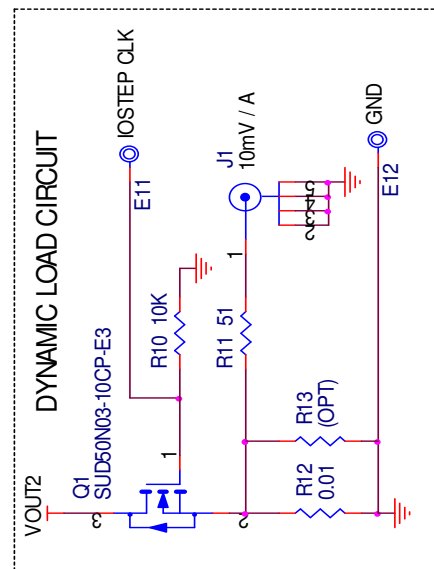 DYNAMIC LOAD CIRCUIT
VOUT2
Q1
SUD50N03-10CP-E3
3
1
2
IOSTEP CLK
E11
R10 10K
J1
10mV / A
1
R11 51
R13
(OPT)
R12
0.01
GND
E12